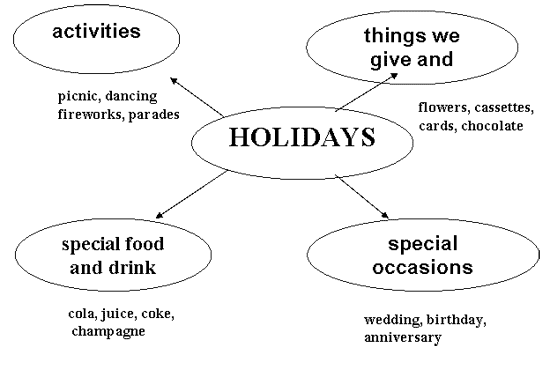 activities
picnic, dancing
fireworks, parades
things we
give and
flowers, cassettes,
cards, chocolate
HOLIDAYS
special food
and drink
cola, juice, coke,
champagne
special
occasions
wedding, birthday,
anniversary